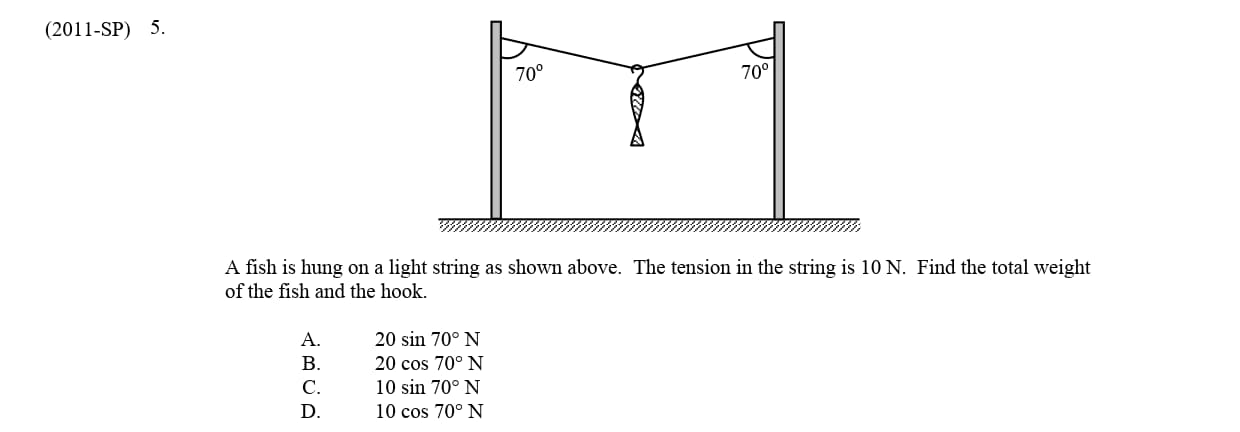 (2011-SP) 5.
70° 70°
A fish is hung on a light string as shown above. The tension in the string is 10 N. Find the total weight
of the fish and the hook.
A. 20 sin 70° N
B. 20 cos 70° N
C. 10 sin 70° N
D. 10 cos 70° N